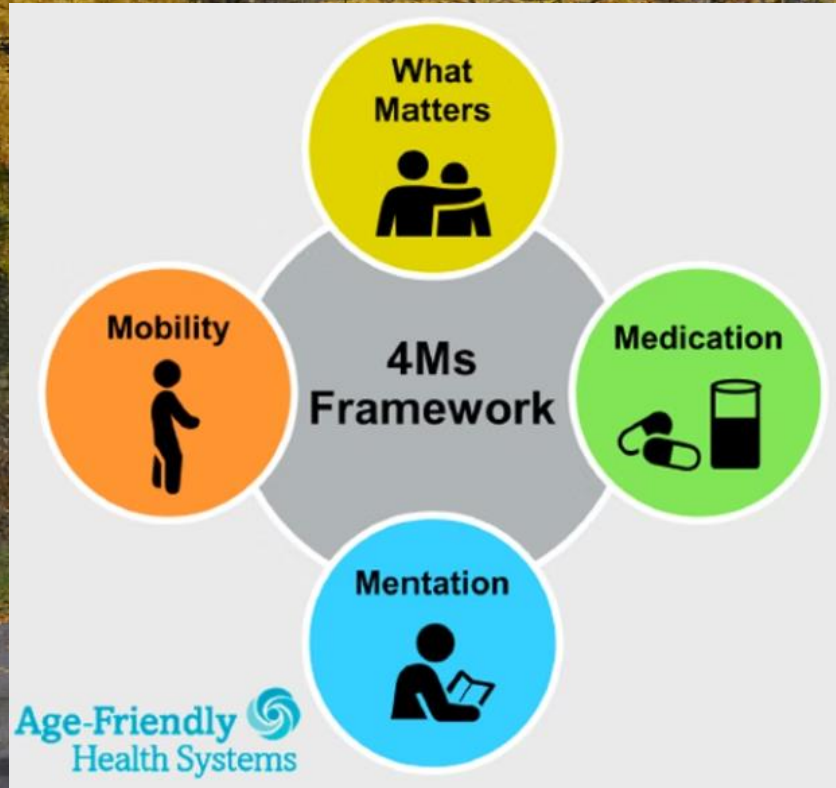 What
Matters
Mobility
4Ms
Framework
Medication
Mentation
Age-Friendly
Health Systems